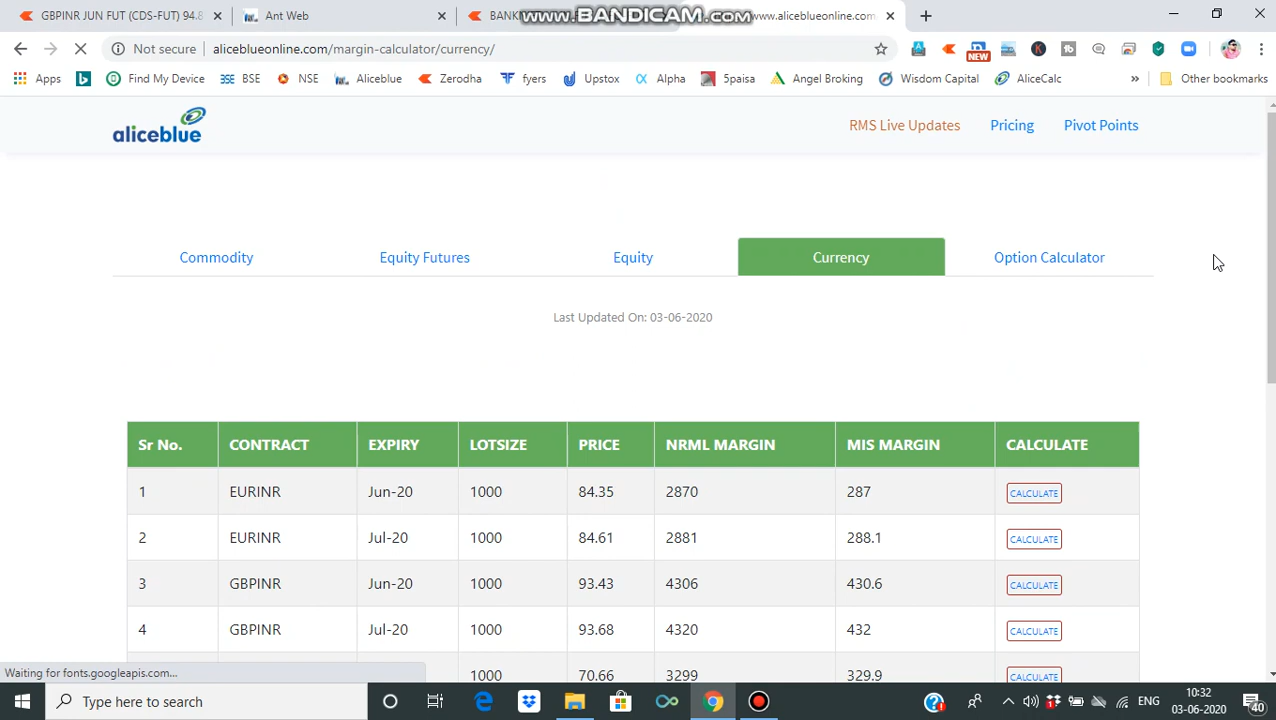 GBPINR JUN FUT (CDS-FUT) 94.8
Ant Web
BANK
www.BANDICAM.com
www.aliceblueonline.com
Not secure aliceblueonline.com/margin-calculator/currency/
NEW
Apps Find My Device BSE NSE Aliceblue Zerodha fyers Upstox Alpha 5paisa Angel Broking Wisdom Capital AliceCalc » Other bookmarks
aliceblue
RMS Live Updates Pricing Pivot Points
Commodity Equity Futures Equity Currency Option Calculator
Last Updated On: 03-06-2020
Sr No. CONTRACT EXPIRY LOTSIZE PRICE NRML MARGIN MIS MARGIN CALCULATE
1 EURINR Jun-20 1000 84.35 2870 287 CALCULATE
2 EURINR Jul-20 1000 84.61 2881 288.1 CALCULATE
3 GBPINR Jun-20 1000 93.43 4306 430.6 CALCULATE
4 GBPINR Jul-20 1000 93.68 4320 432 CALCULATE
1000 70.66 3299 329.9 CALCULATE
Waiting for fonts.googleapis.com...
Type here to search
ENG
10:32
03-06-2020
40